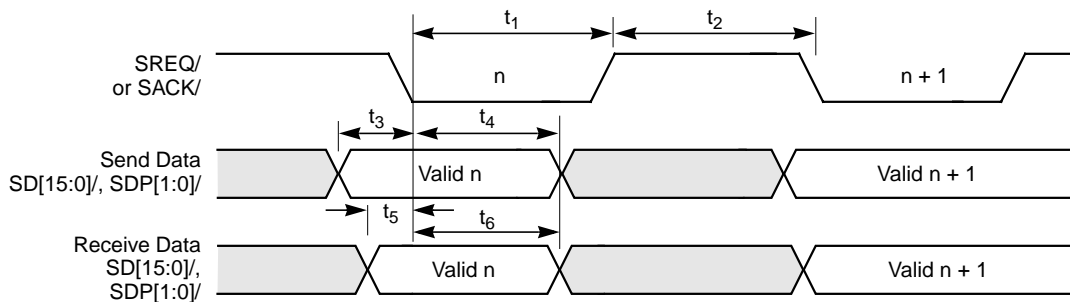 t1
t2
SREQ/
or SACK/
n
n + 1
t3
t4
Send Data
SD[15:0]/, SDP[1:0]/
Valid n
Valid n + 1
t5
t6
Receive Data
SD[15:0]/,
SDP[1:0]/
Valid n
Valid n + 1